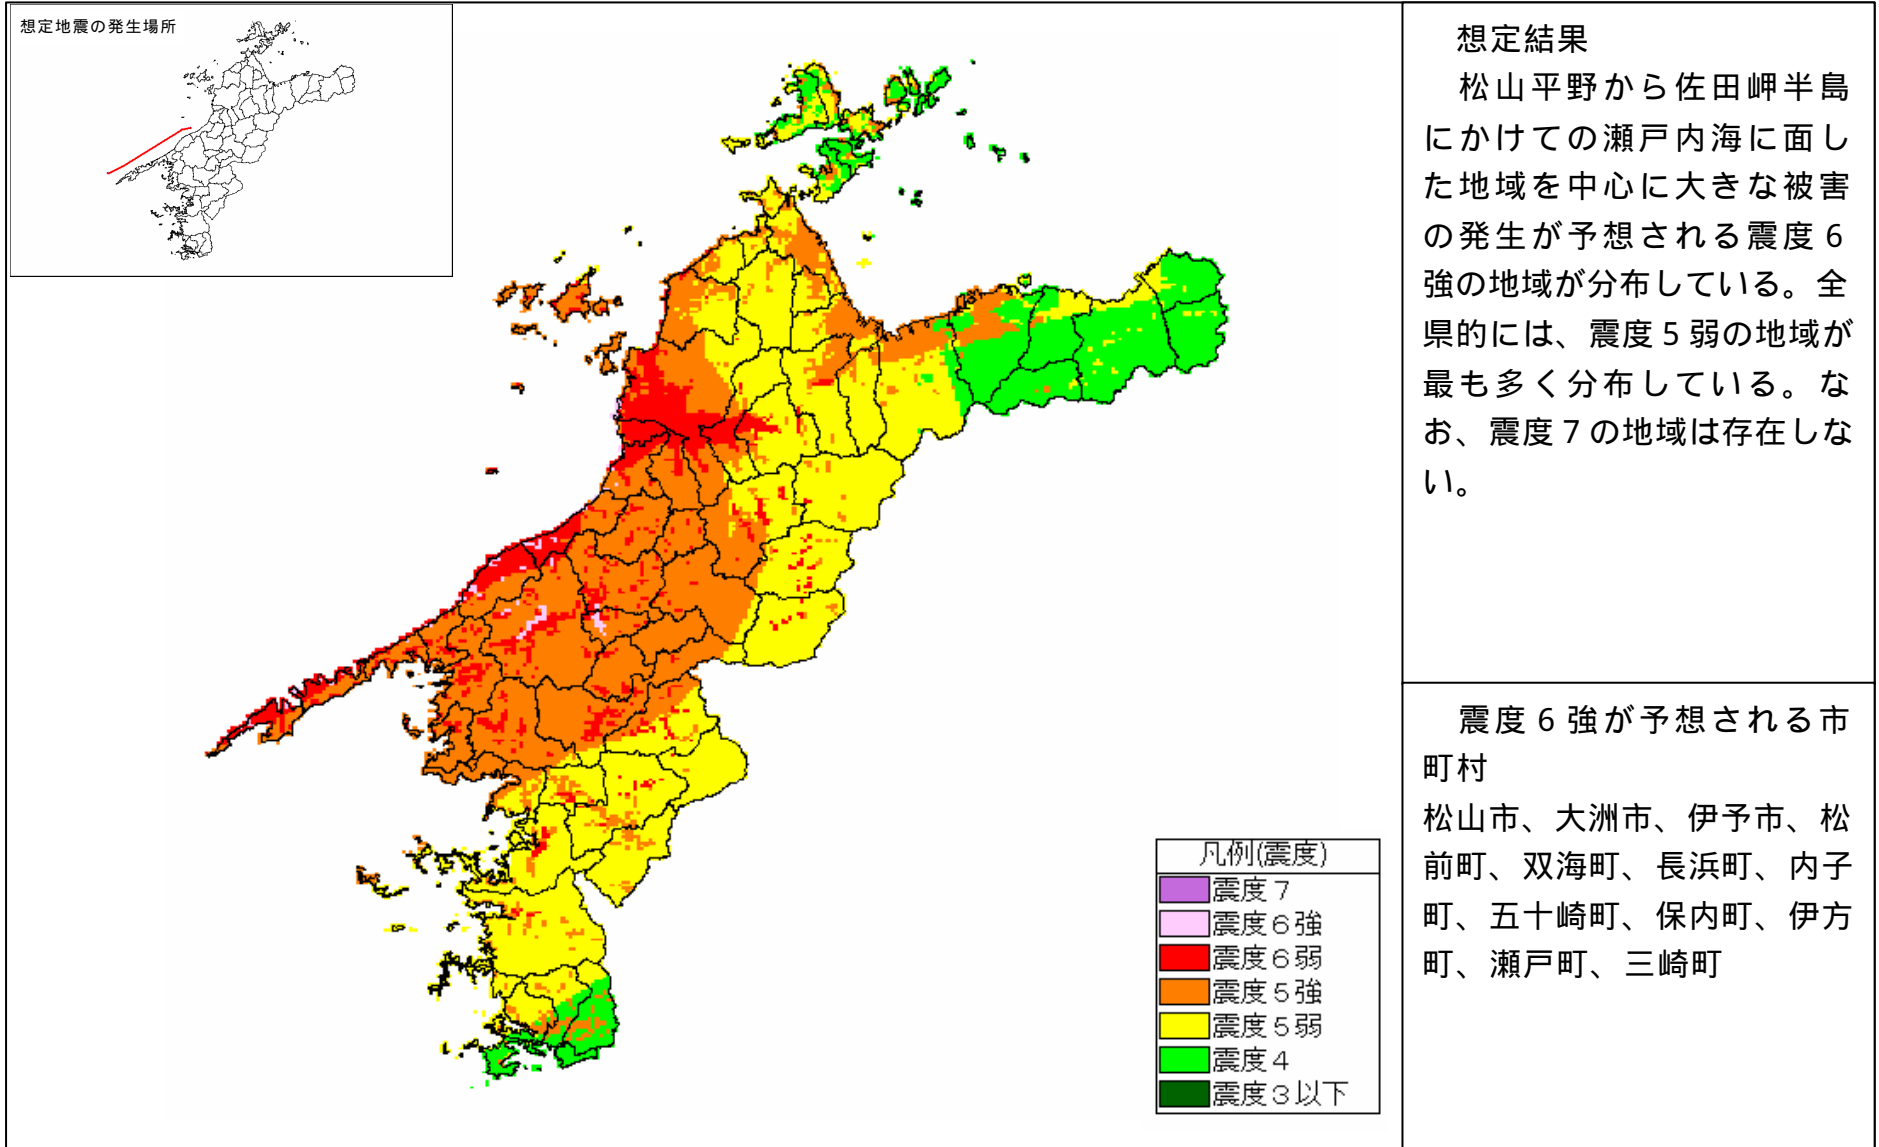 想定地震の発生場所
想定結果
松山平野から佐田岬半島
にかけての瀬戸内海に面し
た地域を中心に大きな被害
の発生が予想される震度６
強の地域が分布している。全
県的には、震度５弱の地域が
最も多く分布している。な
お、震度７の地域は存在しな
い。
震度６強が予想される市
町村
松山市、大洲市、伊予市、松
前町、双海町、長浜町、内子
町、五十崎町、保内町、伊方
町、瀬戸町、三崎町
凡例(震度)
震度７
震度６強
震度６弱
震度５強
震度５弱
震度４
震度３以下